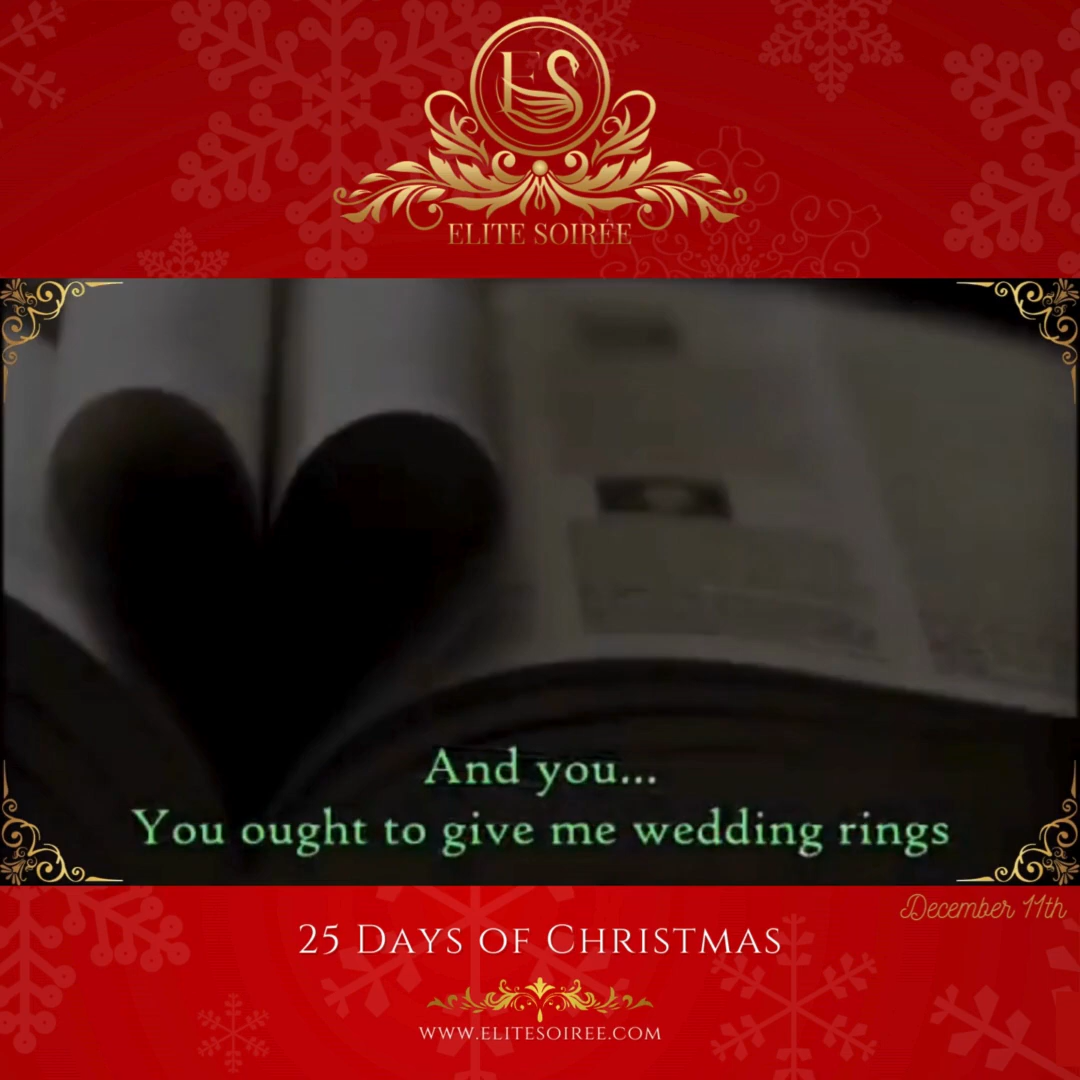 ES
ELITE SOIRÉE
And you...
You ought to give me wedding rings
December 11th
25 Days of Christmas
www.elitesoiree.com